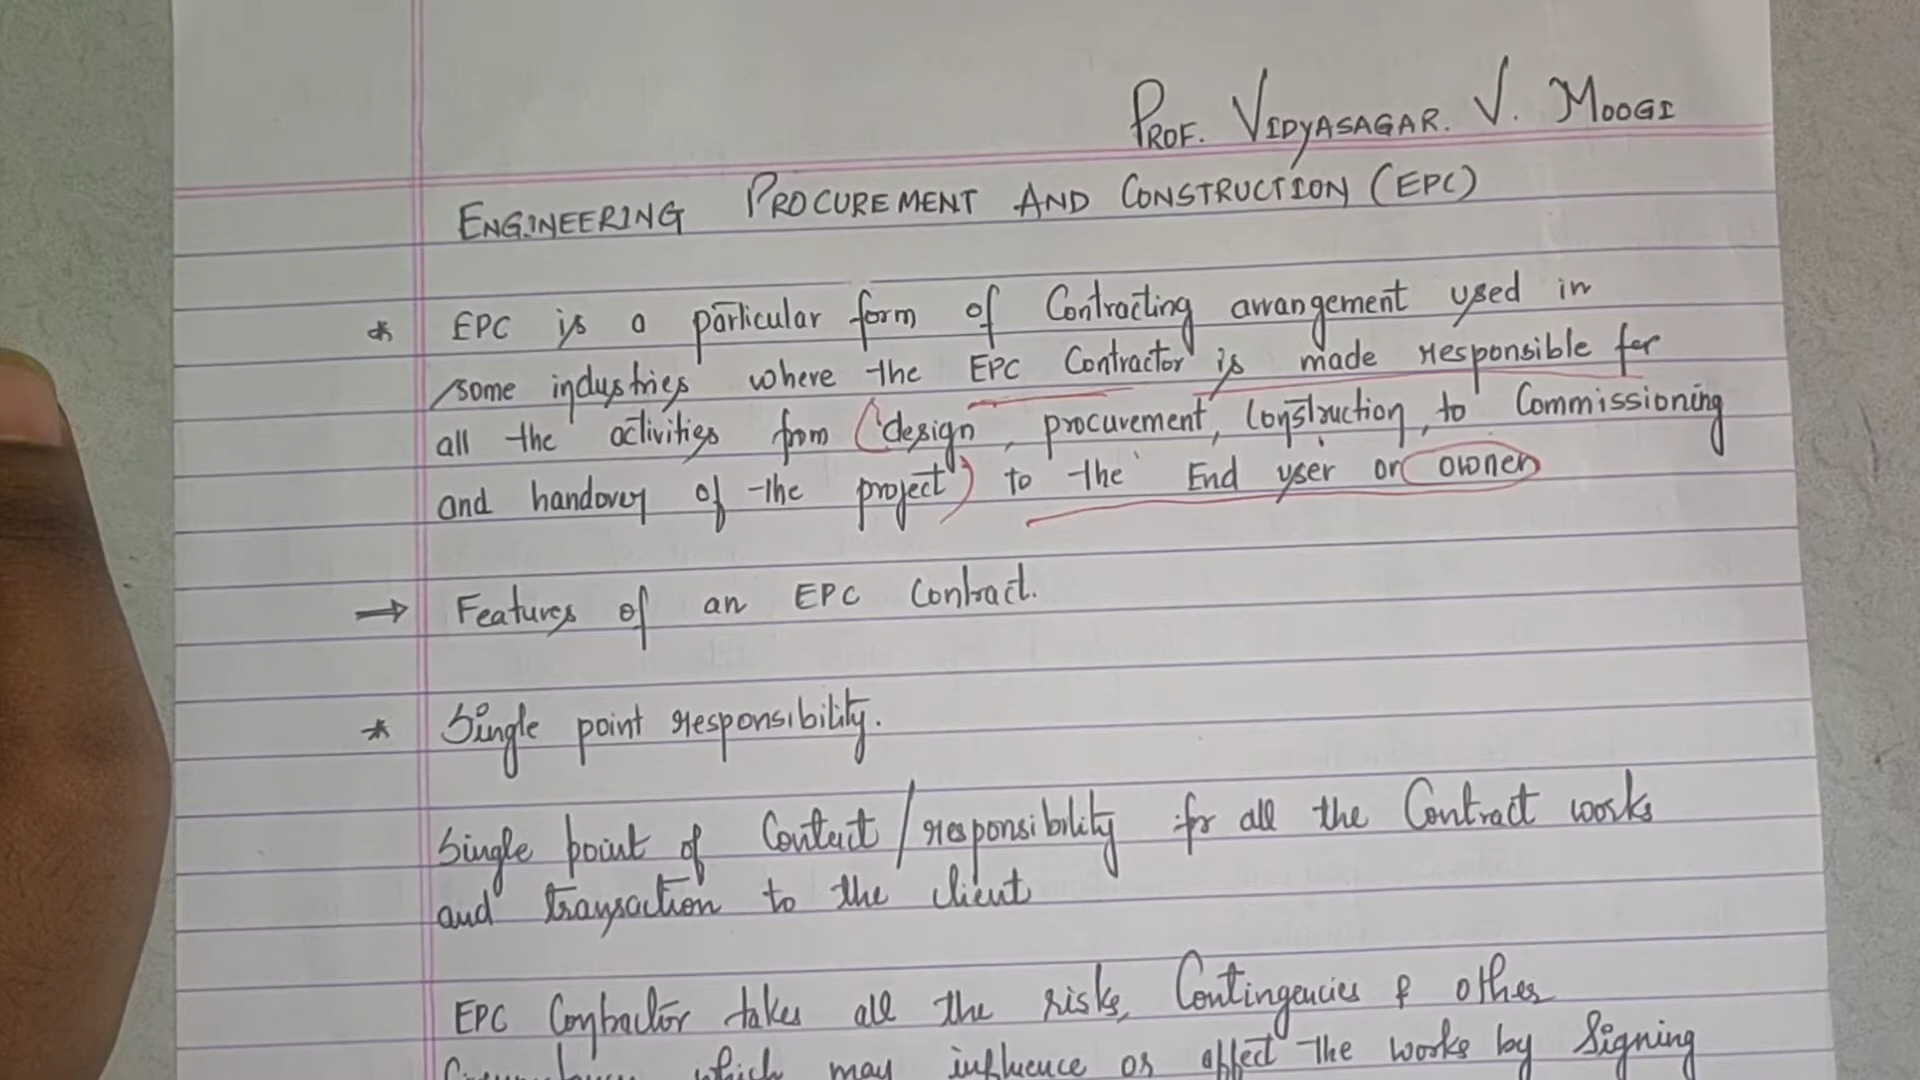 PROF. VIDYASAGAR. V. MOOGI
ENGINEERING PROCUREMENT AND CONSTRUCTION (EPC)
* EPC is a particular form of Contracting arrangement used in
some industries where the EPC Contractor is made responsible for
all the activities from (design, procurement, construction, to Commissioning
and handover of the project) to the End user or owner
→ Features of an EPC Contract.
* Single point responsibility.
Single point of Contact / responsibility for all the Contract works
and transaction to the client
EPC Contractor takes all the risks, Contingencies & other
which may influence or affect the works by Signing